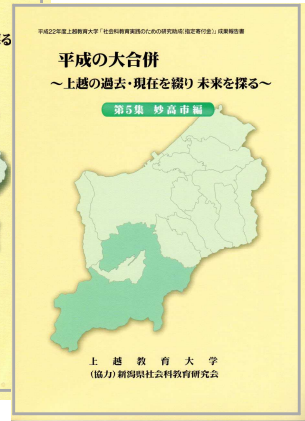 平成22年度上越教育大学「社会科教育実践のための研究助成(指定寄付金)」成果報告書
平成の大合併
～上越の過去・現在を綴り 未来を探る～
第5集 妙高市編
上越教育大学
(協力)新潟県社会科教育研究会
る～